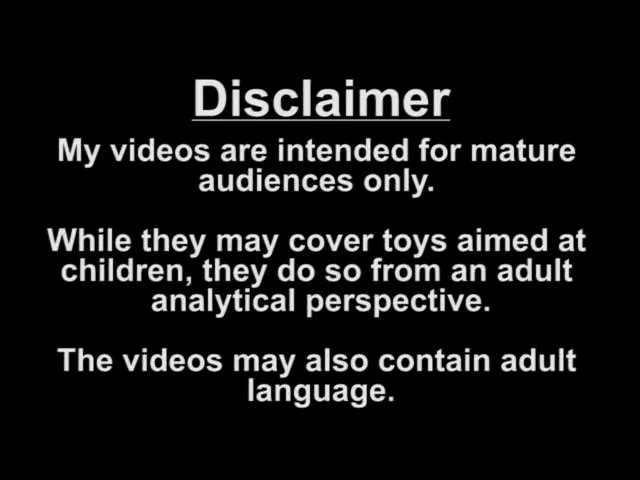 Disclaimer
My videos are intended for mature
audiences only.
While they may cover toys aimed at
children, they do so from an adult
analytical perspective.
The videos may also contain adult
language.